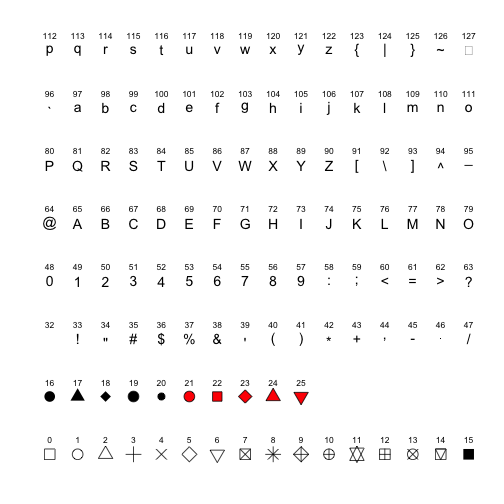 112 113 114 115 116 117 118 119 120 121 122 123 124 125 126 127
p q r s t u v w x y z { | } ~
96 97 98 99 100 101 102 103 104 105 106 107 108 109 110 111
` a b c d e f g h i j k l m n o
80 81 82 83 84 85 86 87 88 89 90 91 92 93 94 95
P Q R S T U V W X Y Z [ \ ] ^ _
64 65 66 67 68 69 70 71 72 73 74 75 76 77 78 79
@ A B C D E F G H I J K L M N O
48 49 50 51 52 53 54 55 56 57 58 59 60 61 62 63
0 1 2 3 4 5 6 7 8 9 : ; < = > ?
32 33 34 35 36 37 38 39 40 41 42 43 44 45 46 47
! " # $ % & ' ( ) * + , - . /
16 17 18 19 20 21 22 23 24 25
0 1 2 3 4 5 6 7 8 9 10 11 12 13 14 15